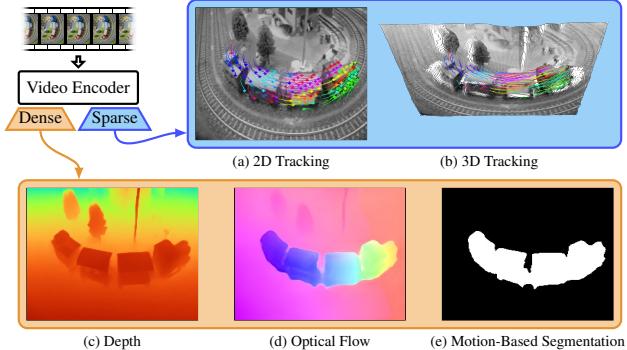 Video Encoder
Dense
Sparse
(a) 2D Tracking
(b) 3D Tracking
(c) Depth
(d) Optical Flow
(e) Motion-Based Segmentation